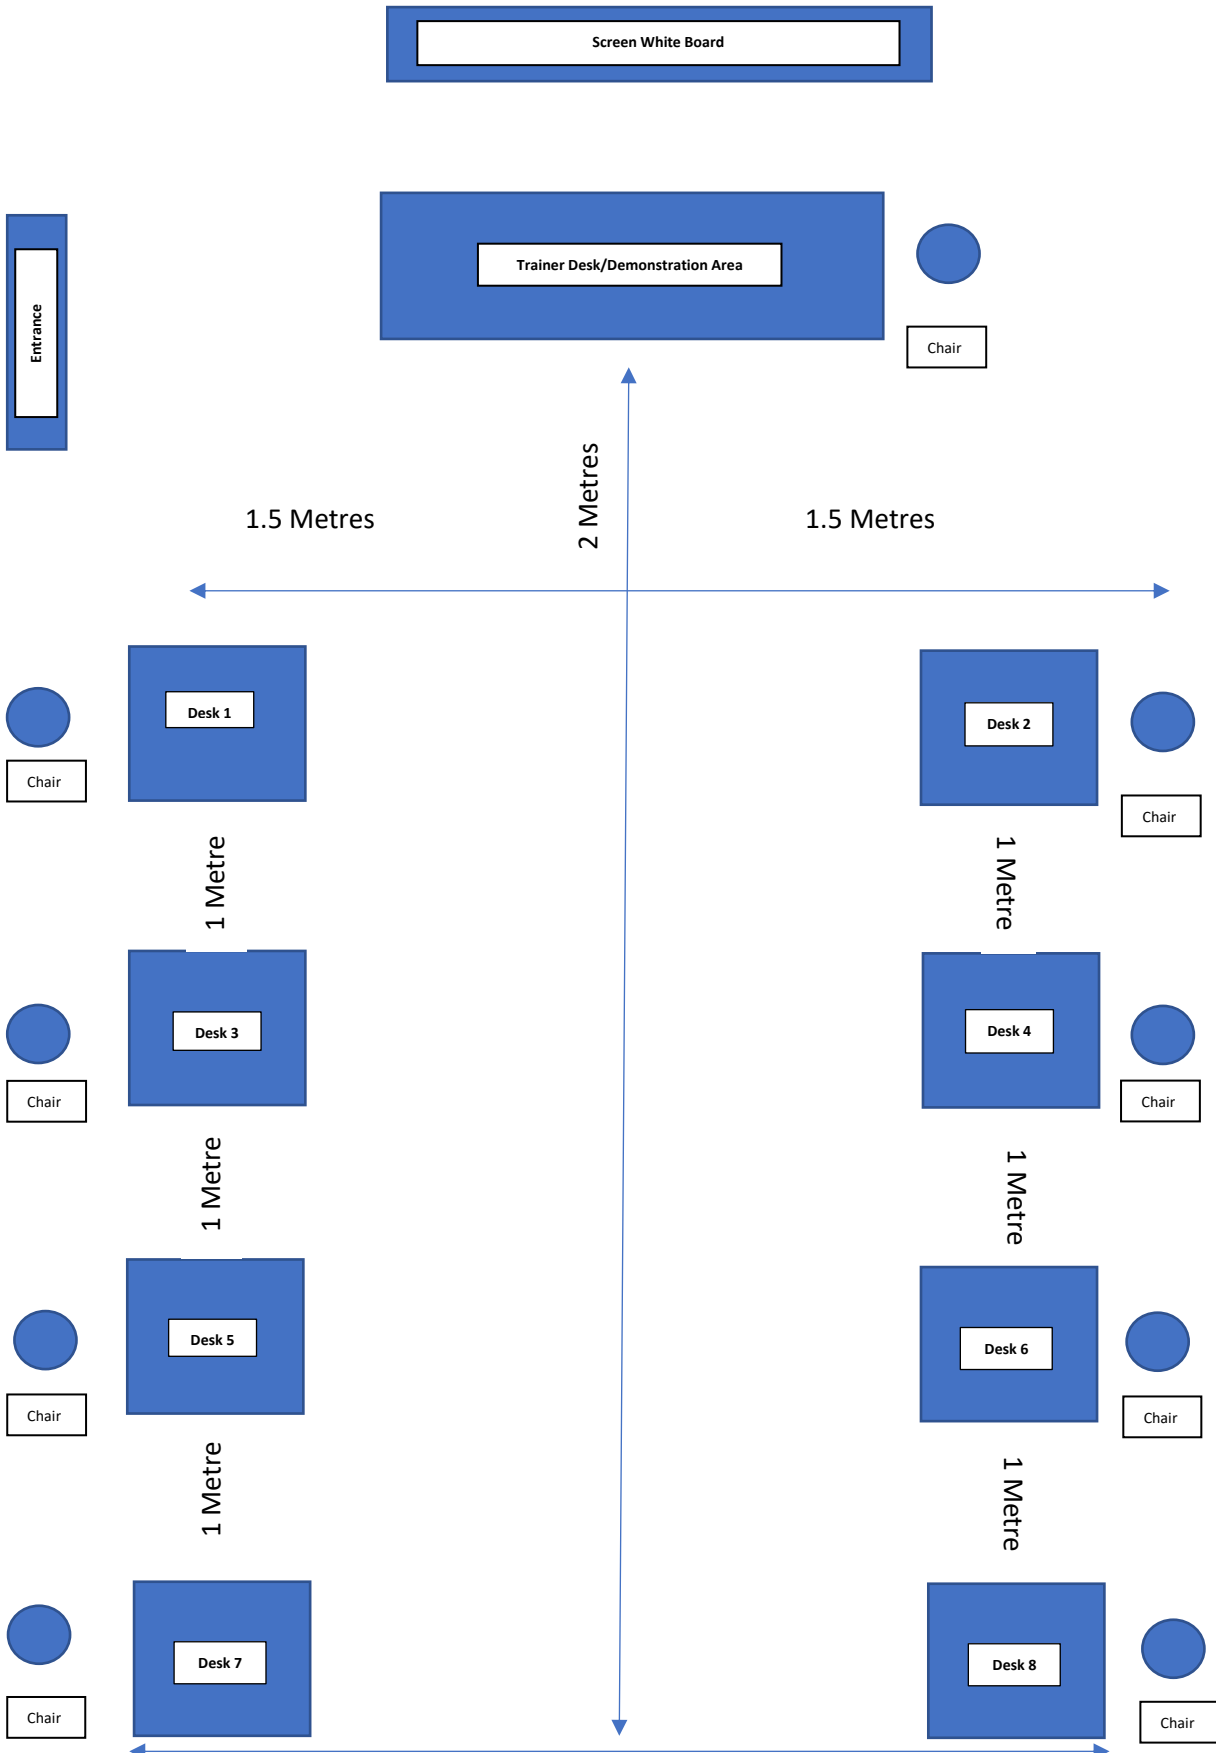 Screen White Board
Trainer Desk/Demonstration Area
Entrance
Chair
2 Metres
1.5 Metres
1.5 Metres
Desk 1
Desk 2
Chair
Chair
1 Metre
1 Metre
Desk 3
Desk 4
Chair
Chair
1 Metre
1 Metre
Desk 5
Desk 6
Chair
Chair
1 Metre
1 Metre
Desk 7
Desk 8
Chair
Chair